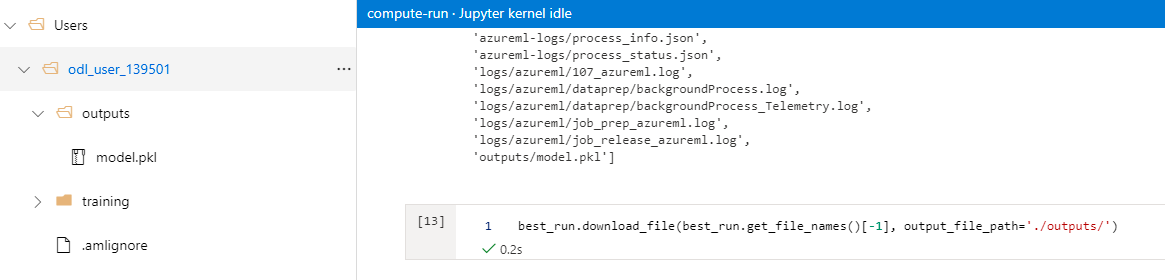 Users
odl_user_139501
...
outputs
model.pkl
training
.amlignore
compute-run · Jupyter kernel idle
'azureml-logs/process_info.json',
'azureml-logs/process_status.json',
'logs/azureml/107_azureml.log',
'logs/azureml/dataprep/backgroundProcess.log',
'logs/azureml/dataprep/backgroundProcess_Telemetry.log',
'logs/azureml/job_prep_azureml.log',
'logs/azureml/job_release_azureml.log',
'outputs/model.pkl']
[13]
1 best_run.download_file(best_run.get_file_names()[-1], output_file_path='./outputs/')
0.2s